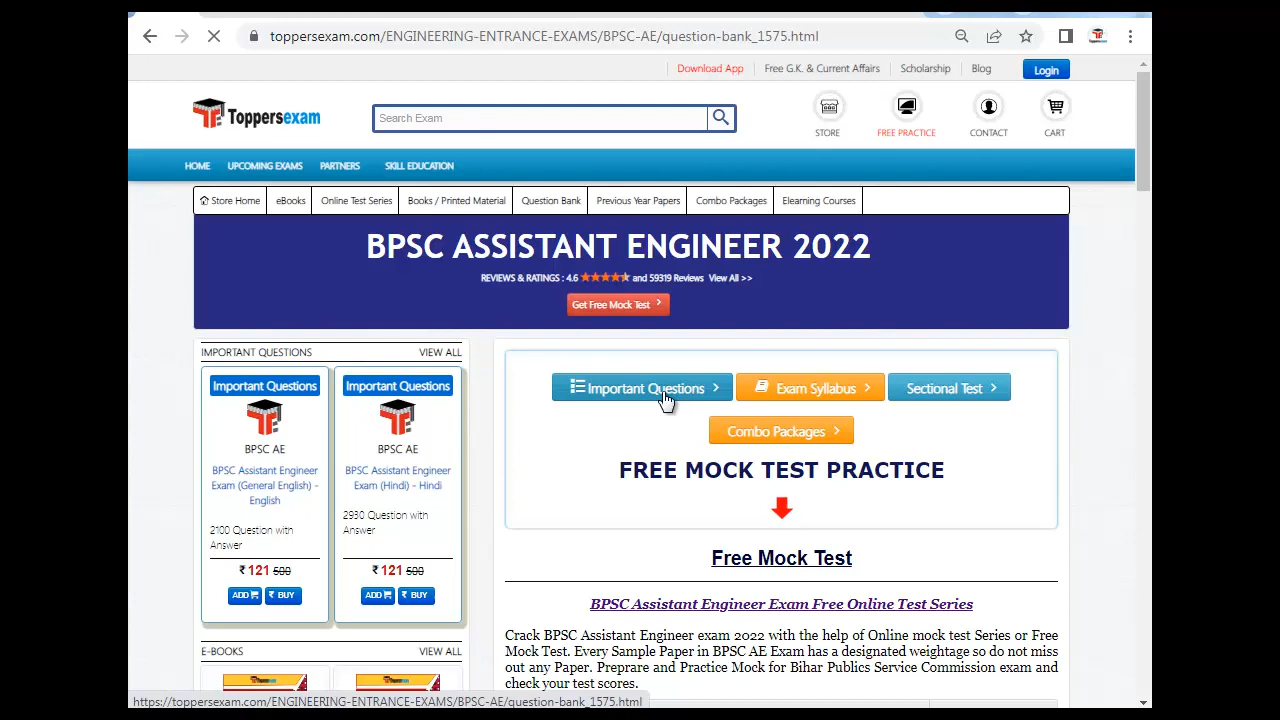 toppersexam.com/ENGINEERING-ENTRANCE-EXAMS/BPSC-AE/question-bank_1575.html
Download App Free G.K. & Current Affairs Scholarship Blog Login
Toppersexam
Search Exam
STORE FREE PRACTICE CONTACT CART
HOME UPCOMING EXAMS PARTNERS SKILL EDUCATION
Store Home eBooks Online Test Series Books / Printed Material Question Bank Previous Year Papers Combo Packages Elearning Courses
BPSC ASSISTANT ENGINEER 2022
REVIEWS & RATINGS : 4.6 and 59319 Reviews View All >>
Get Free Mock Test
IMPORTANT QUESTIONS VIEW ALL
Important Questions
BPSC AE
BPSC Assistant Engineer
Exam (General English) -
English
2100 Question with
Answer
₹ 121 500
ADD ₹ BUY
Important Questions
BPSC AE
BPSC Assistant Engineer
Exam (Hindi) - Hindi
2930 Question with
Answer
₹ 121 500
ADD ₹ BUY
E-BOOKS VIEW ALL
Toppersexam
Toppersexam
Important Questions Exam Syllabus Sectional Test
Combo Packages
FREE MOCK TEST PRACTICE
Free Mock Test
BPSC Assistant Engineer Exam Free Online Test Series
Crack BPSC Assistant Engineer exam 2022 with the help of Online mock test Series or Free
Mock Test. Every Sample Paper in BPSC AE Exam has a designated weightage so do not miss
out any Paper. Preprare and Practice Mock for Bihar Publics Service Commission exam and
check your test scores.
https://toppersexam.com/ENGINEERING-ENTRANCE-EXAMS/BPSC-AE/question-bank_1575.html